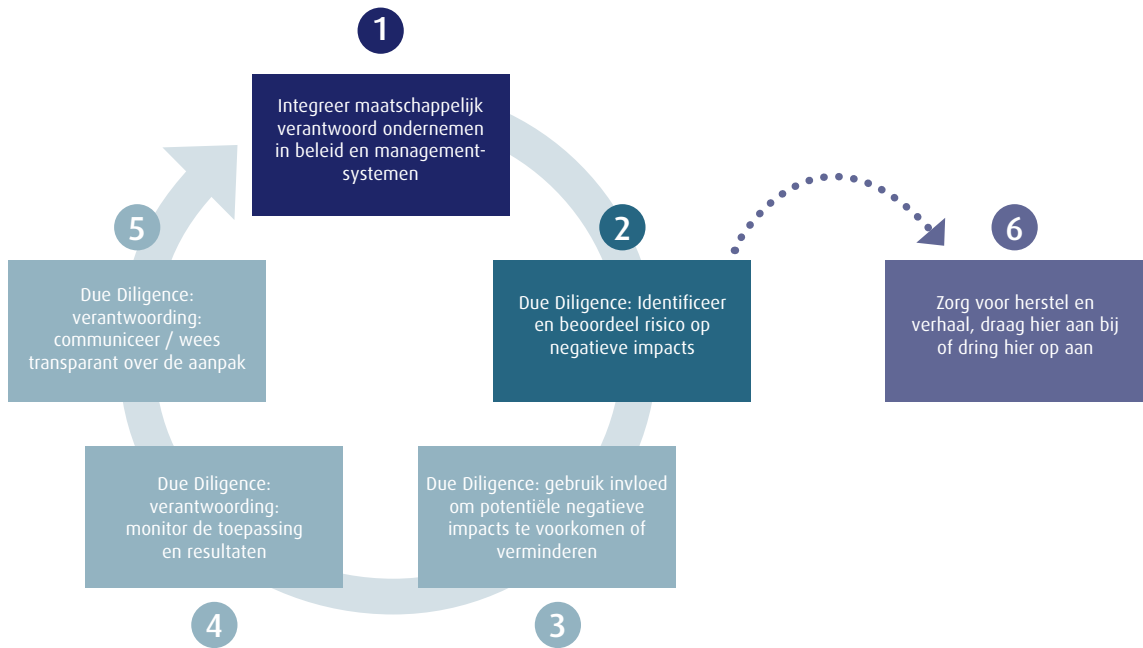 1
Integreer maatschappelijk
verantwoord ondernemen
in beleid en management-
systemen
2
Due Diligence: Identificeer
en beoordeel risico op
negatieve impacts
3
Due Diligence: gebruik invloed
om potentiële negatieve
impacts te voorkomen of
verminderen
4
Due Diligence:
verantwoording:
monitor de toepassing
en resultaten
5
Due Diligence:
verantwoording:
communiceer / wees
transparant over de aanpak
6
Zorg voor herstel en
verhaal, draag hier aan bij
of dring hier op aan